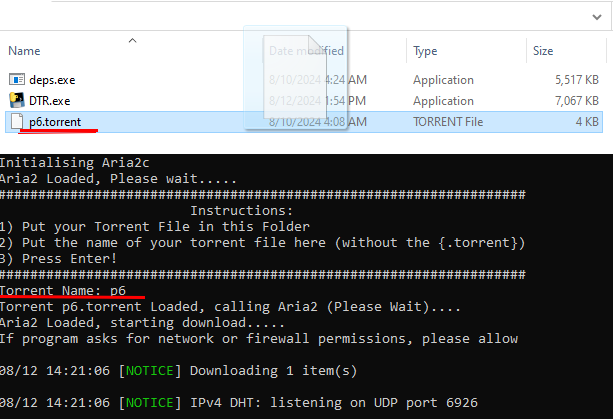 Name Date modified Type Size
deps.exe 8/10/2024 4:24 AM Application 5,517 KB
DTR.exe 8/12/2024 1:54 PM Application 7,067 KB
p6.torrent 8/10/2024 4:08 AM TORRENT File 4 KB
Initialising Aria2c
Aria2 Loaded, Please wait.....
##################################################################
Instructions:
1) Put your Torrent File in this Folder
2) Put the name of your torrent file here (without the {.torrent})
3) Press Enter!
##################################################################
Torrent Name: p6
Torrent p6.torrent Loaded, calling Aria2 (Please Wait)....
Aria2 Loaded, starting download.....
If program asks for network or firewall permissions, please allow
08/12 14:21:06 [NOTICE] Downloading 1 item(s)
08/12 14:21:06 [NOTICE] IPv4 DHT: listening on UDP port 6926